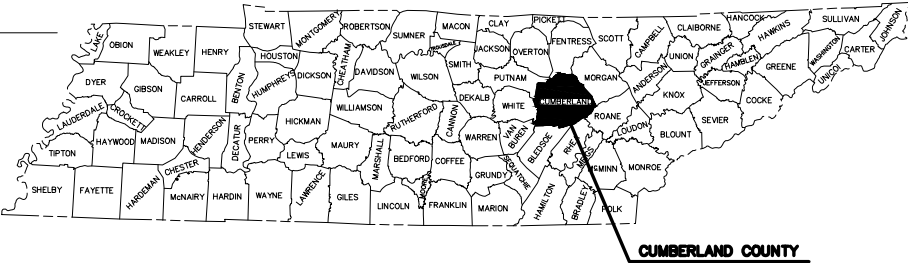 LAKE
OBION
WEAKLEY
HENRY
STEWART
MONTGOMERY
ROBERTSON
SUMNER
TROUSDALE
MACON
CLAY
PICKETT
FENTRESS
SCOTT
CAMPBELL
CLAIBORNE
HANCOCK
HAWKINS
SULLIVAN
JOHNSON
DYER
GIBSON
CARROLL
BENTON
HOUSTON
HUMPHREYS
DICKSON
CHEATHAM
DAVIDSON
WILSON
SMITH
JACKSON
OVERTON
PUTNAM
MORGAN
ANDERSON
UNION
GRAINGER
HAMBLEN
JEFFERSON
GREENE
WASHINGTON
UNICOI
CARTER
LAUDERDALE
CROCKETT
HAYWOOD
MADISON
HENDERSON
DECATUR
PERRY
HICKMAN
WILLIAMSON
RUTHERFORD
CANNON
DEKALB
WHITE
CUMBERLAND
ROANE
KNOX
SEVIER
COCKE
TIPTON
CHESTER
LEWIS
MAURY
MARSHALL
BEDFORD
COFFEE
WARREN
VAN
BUREN
BLEDSOE
RHE
MEIGS
LOUDON
BLOUNT
SHELBY
FAYETTE
HARDEMAN
McNAIRY
HARDIN
WAYNE
LAWRENCE
GILES
LINCOLN
MOORE
FRANKLIN
GRUNDY
MARION
SEQUATCHIE
HAMILTON
BRADLEY
McMINN
MONROE
POLK
CUMBERLAND COUNTY